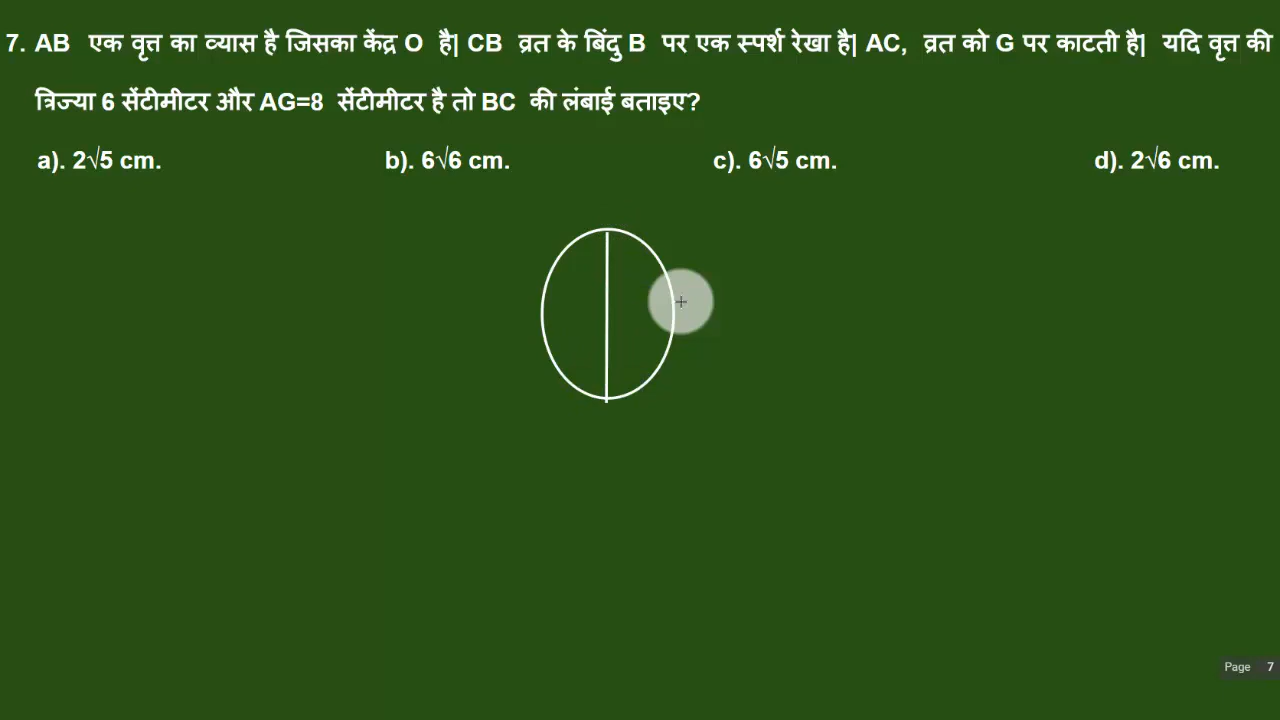 7. AB एक वृत्त का व्यास है जिसका केंद्र O है| CB व्रत के बिंदु B पर एक स्पर्श रेखा है| AC, व्रत को G पर काटती है| यदि वृत्त की
त्रिज्या 6 सेंटीमीटर और AG=8 सेंटीमीटर है तो BC की लंबाई बताइए?
a). 2√5 cm. b). 6√6 cm. c). 6√5 cm. d). 2√6 cm.
Page 7